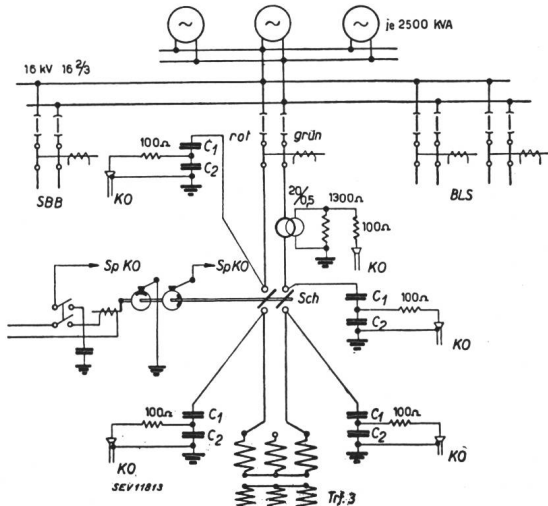 je 2500 KVA
16 kV 16 2/3
rot
grün
100Ω
C1
C2
KO
SBB
BLS
20/0,5
1300Ω
100Ω
KO
Sp KO
SpKO
Sch
C1
100Ω
C2
KO
100Ω
C1
C2
KO
C1
100Ω
C2
KO
SEV11813
Trf. 3